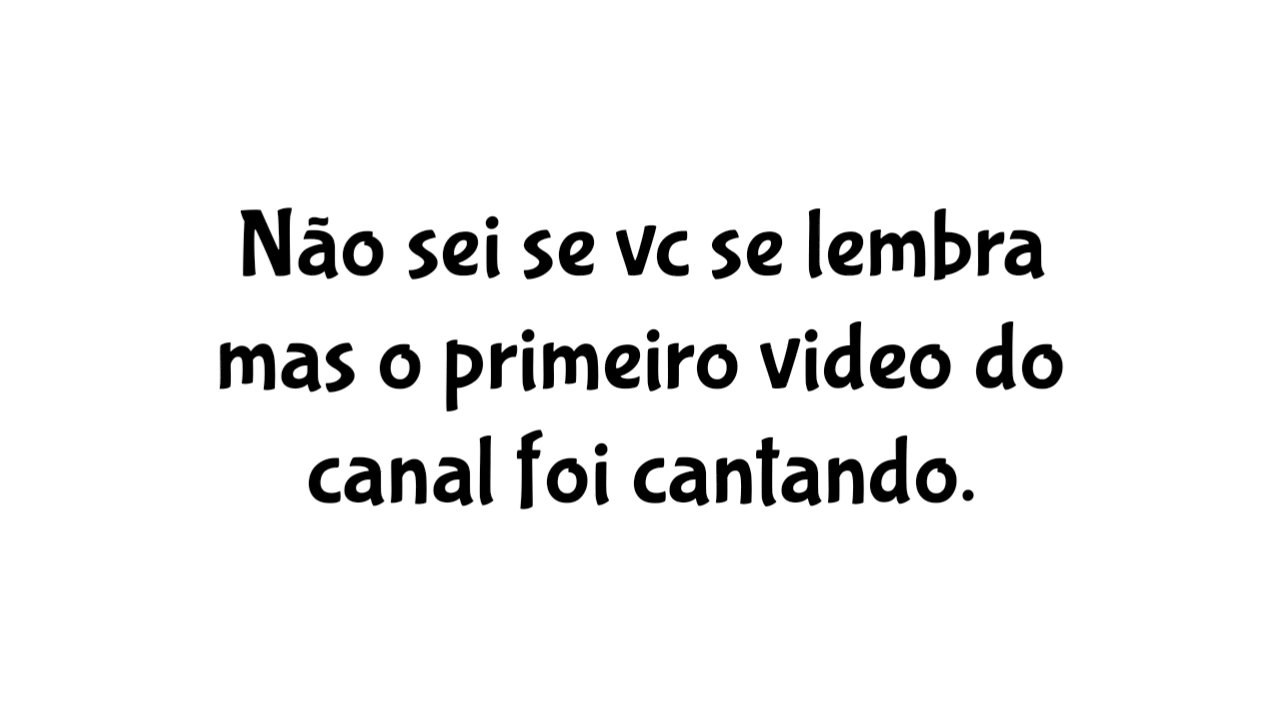 Não sei se vc se lembra
mas o primeiro video do
canal foi cantando.